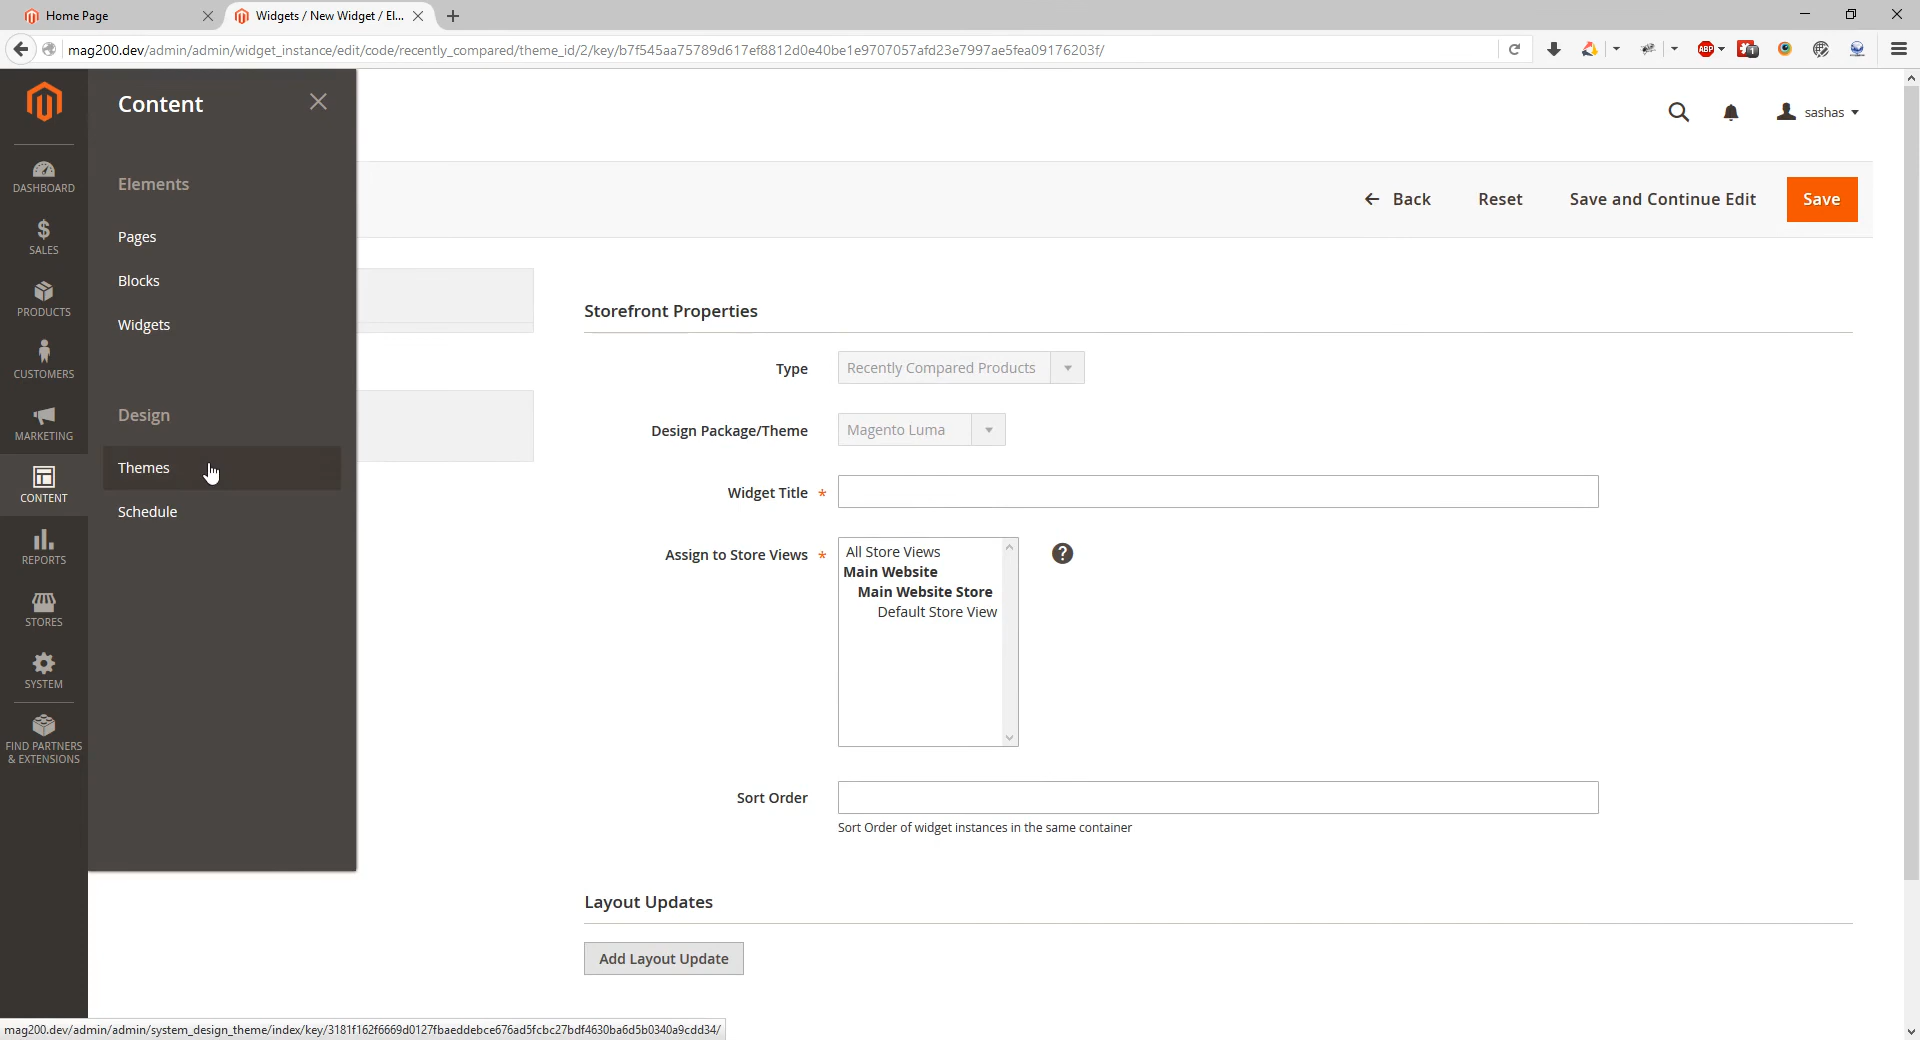 Home Page
Widgets / New Widget / El...
mag200.dev/admin/admin/widget_instance/edit/code/recently_compared/theme_id/2/key/b7f545aa75789d617ef8812d0e40be1e9707057afd23e7997ae5fea09176203f/
ABP
1
Content
sashas
DASHBOARD
SALES
PRODUCTS
CUSTOMERS
MARKETING
CONTENT
REPORTS
STORES
SYSTEM
FIND PARTNERS
& EXTENSIONS
Elements
Pages
Blocks
Widgets
Design
Themes
Schedule
Back
Reset
Save and Continue Edit
Save
Storefront Properties
Type
Recently Compared Products
Design Package/Theme
Magento Luma
Widget Title *
Assign to Store Views *
All Store Views
Main Website
Main Website Store
Default Store View
?
Sort Order
Sort Order of widget instances in the same container
Layout Updates
Add Layout Update
mag200.dev/admin/admin/system_design_theme/index/key/3181f162f6669d0127fbaeddebce676ad5fcbc27bdf4630ba6d5b0340a9cdd34/